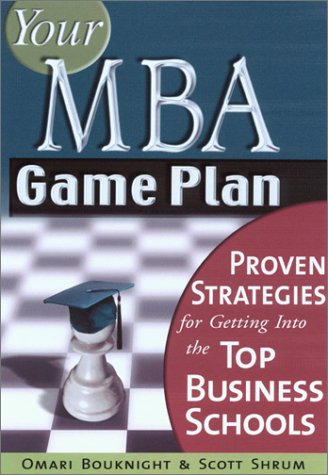 Your
MBA
Game Plan
PROVEN
STRATEGIES
for Getting Into
the TOP
BUSINESS
SCHOOLS
OMARI BOUKNIGHT & SCOTT SHRUM